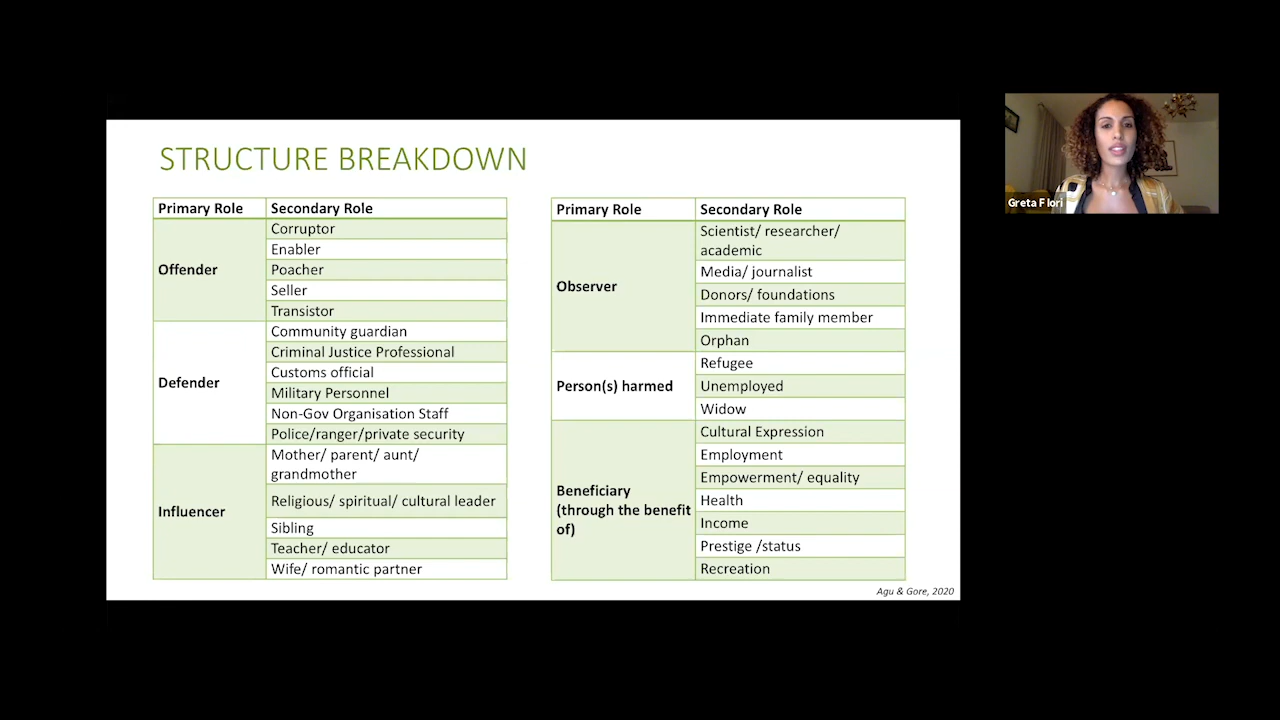 STRUCTURE BREAKDOWN
Primary Role Secondary Role
Offender
Corruptor
Enabler
Poacher
Seller
Transistor
Defender
Community guardian
Criminal Justice Professional
Customs official
Military Personnel
Non-Gov Organisation Staff
Police/ranger/private security
Influencer
Mother/ parent/ aunt/
grandmother
Religious/ spiritual/ cultural leader
Sibling
Teacher/ educator
Wife/ romantic partner
Primary Role Secondary Role
Observer
Scientist/ researcher/
academic
Media/ journalist
Donors/ foundations
Immediate family member
Orphan
Person(s) harmed
Refugee
Unemployed
Widow
Beneficiary
(through the benefit
of)
Cultural Expression
Employment
Empowerment/ equality
Health
Income
Prestige /status
Recreation
Agu & Gore, 2020
Greta F Iori